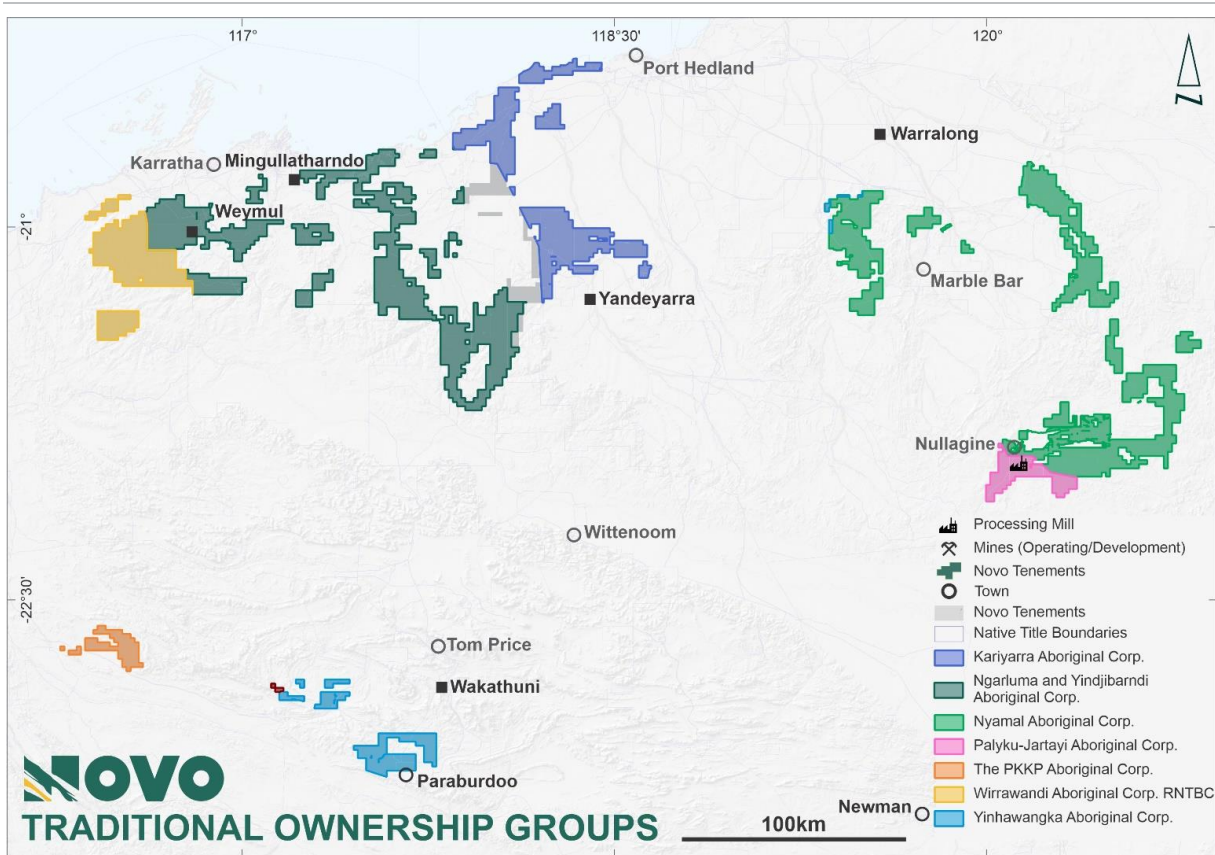 117°
118°30'
120°
Port Hedland
Z
Warralong
Karratha
Mingullatharndo
Weymul
-21°
Marble Bar
Yandeyarra
Nullagine
Wittenoom
-22°30'
Tom Price
Wakathuni
Paraburdoo
Newman
Processing Mill
Mines (Operating/Development)
Novo Tenements
Town
Novo Tenements
Native Title Boundaries
Kariyarra Aboriginal Corp.
Ngarluma and Yindjibarndi
Aboriginal Corp.
Nyamal Aboriginal Corp.
Palyku-Jartayi Aboriginal Corp.
The PKKP Aboriginal Corp.
Wirrawandi Aboriginal Corp. RNTBC
Yinhawangka Aboriginal Corp.
NOVO
TRADITIONAL OWNERSHIP GROUPS
100km